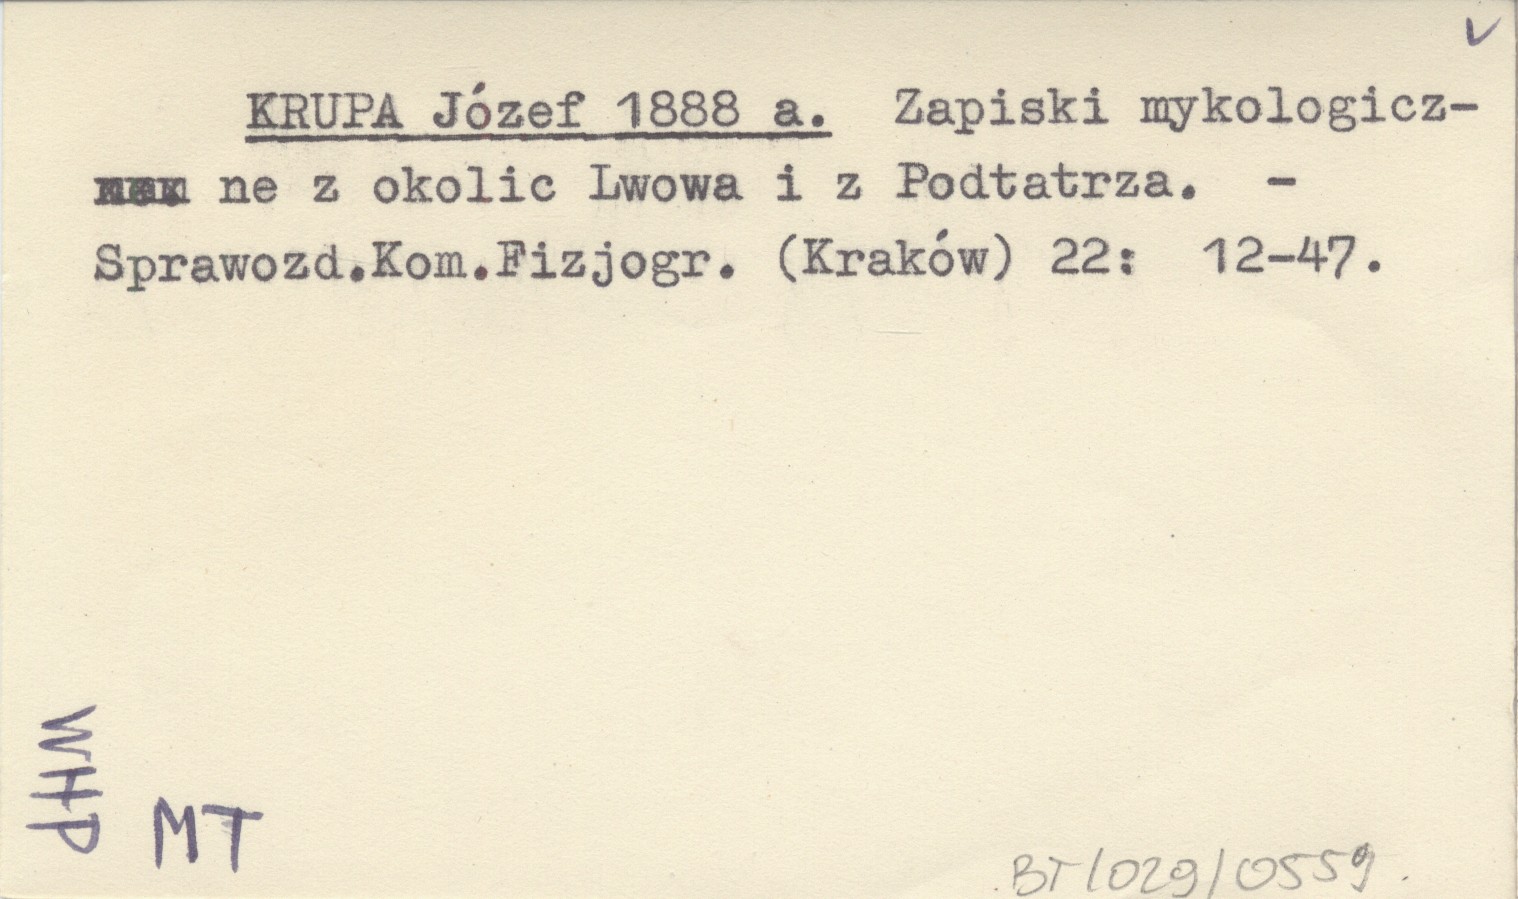 KRUPA Józef 1888 a. Zapiski mykologicz-
ne z okolic Lwowa i z Podtatrza. -
Sprawozd.Kom.Fizjogr. (Kraków) 22: 12-47.
WHP
MT
BT/029/0559